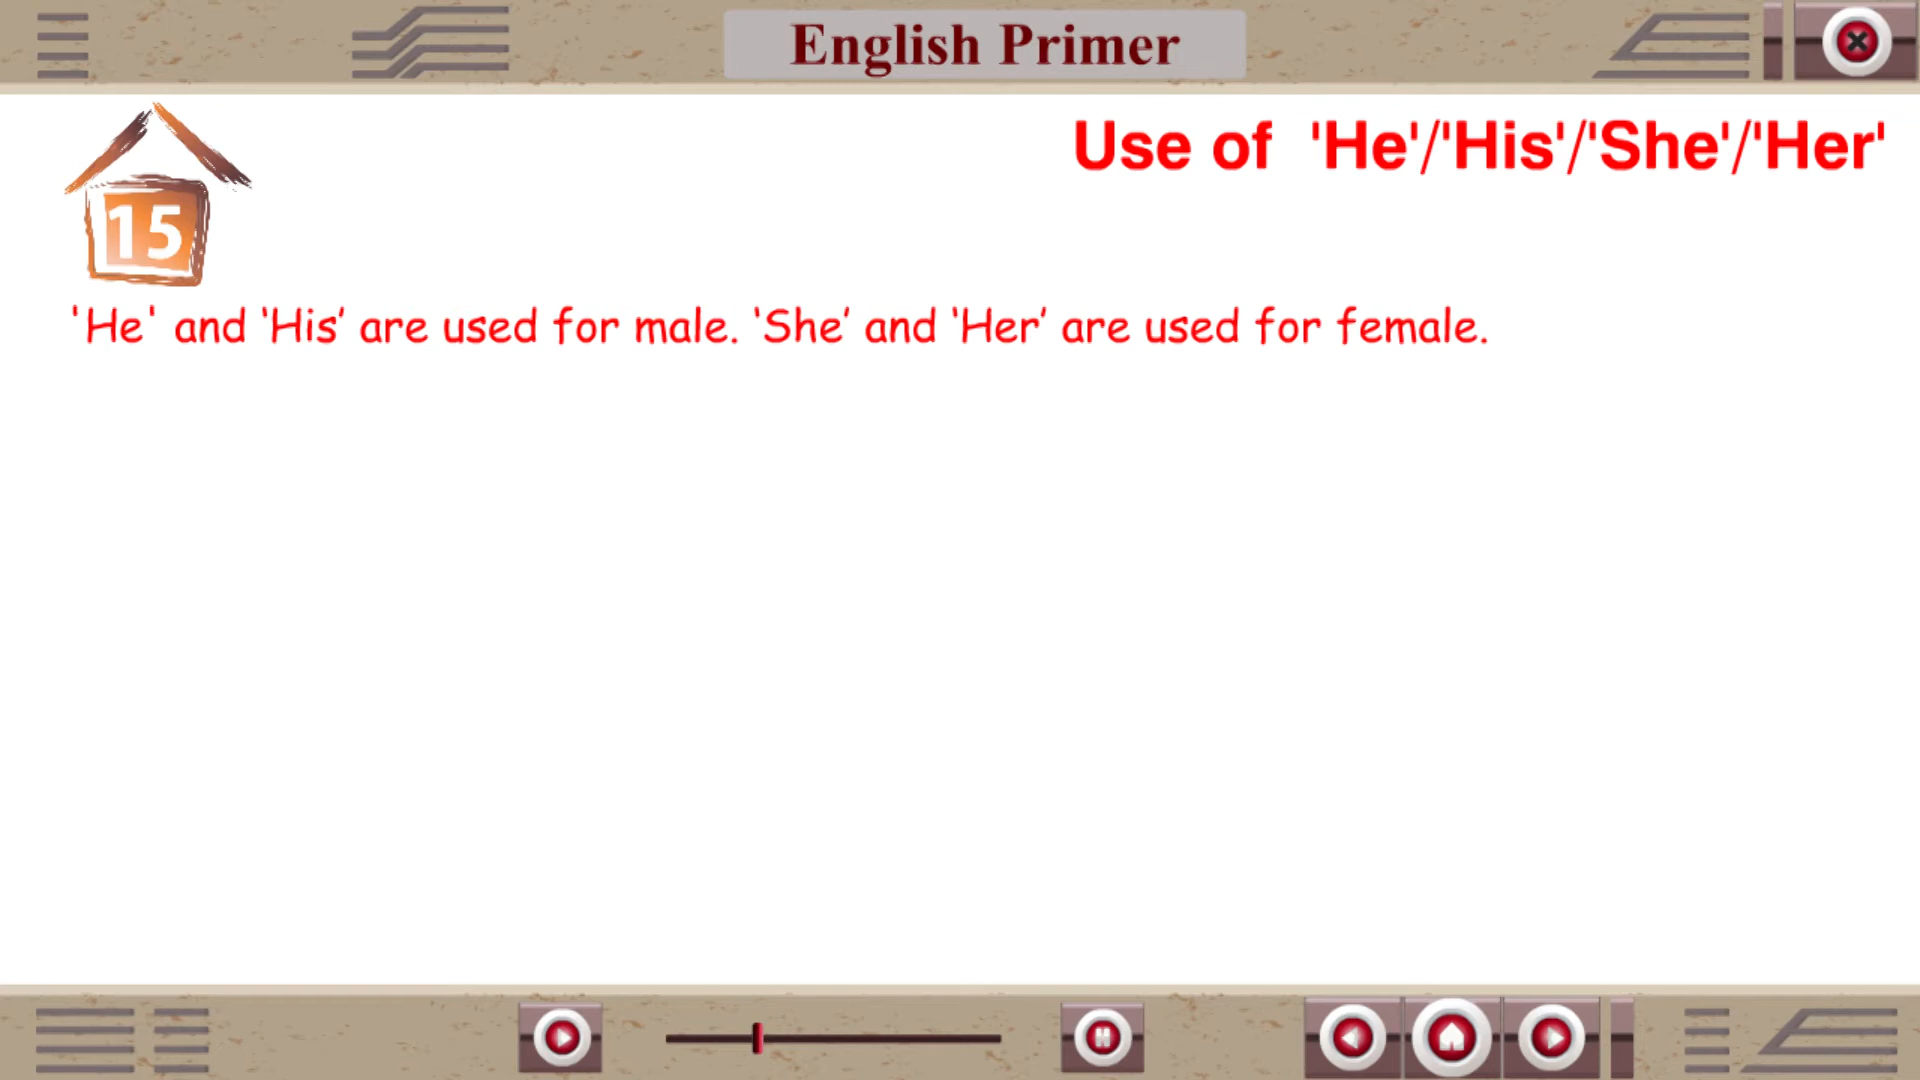 English Primer
Use of 'He'/'His'/'She'/'Her'
15
'He' and ‘His’ are used for male. ‘She’ and ‘Her’ are used for female.